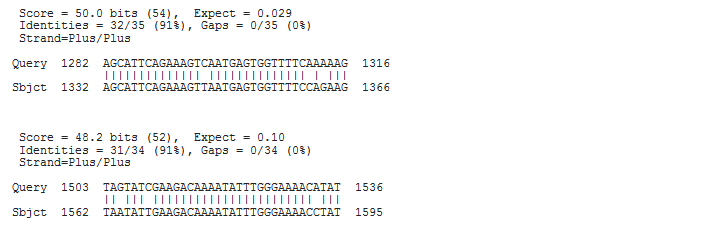 Score = 50.0 bits (54),  Expect = 0.029
Identities = 32/35 (91%), Gaps = 0/35 (0%)
Strand=Plus/Plus
Query  1282  AGCATTCAGAAAGTCAATGAGTGGTTTTCAAAAAG  1316
|||||||||||||| |||||||||||||| | |||
Sbjct  1332  AGCATTCAGAAAGTTAATGAGTGGTTTTCCAGAAG  1366
Score = 48.2 bits (52),  Expect = 0.10
Identities = 31/34 (91%), Gaps = 0/34 (0%)
Strand=Plus/Plus
Query  1503  TAGTATCGAAGACAAAATATTTGGGAAAACATAT  1536
|| ||| ||||||||||||||||||||||| |||
Sbjct  1562  TAATATTGAAGACAAAATATTTGGGAAAACCTAT  1595